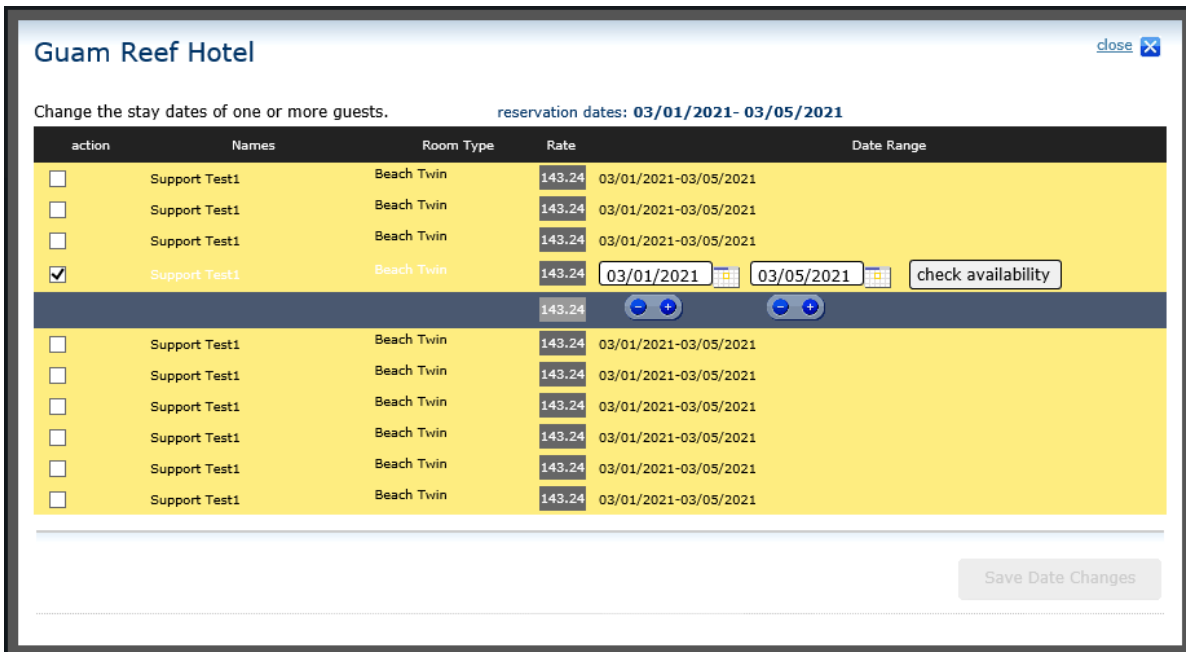 Guam Reef Hotel close
Change the stay dates of one or more guests. reservation dates: 03/01/2021- 03/05/2021
action Names Room Type Rate Date Range
Support Test1 Beach Twin 143.24 03/01/2021-03/05/2021
Support Test1 Beach Twin 143.24 03/01/2021-03/05/2021
Support Test1 Beach Twin 143.24 03/01/2021-03/05/2021
Support Test1 Beach Twin 143.24 03/01/2021 03/05/2021 check availability
143.24
Support Test1 Beach Twin 143.24 03/01/2021-03/05/2021
Support Test1 Beach Twin 143.24 03/01/2021-03/05/2021
Support Test1 Beach Twin 143.24 03/01/2021-03/05/2021
Support Test1 Beach Twin 143.24 03/01/2021-03/05/2021
Support Test1 Beach Twin 143.24 03/01/2021-03/05/2021
Support Test1 Beach Twin 143.24 03/01/2021-03/05/2021
Save Date Changes